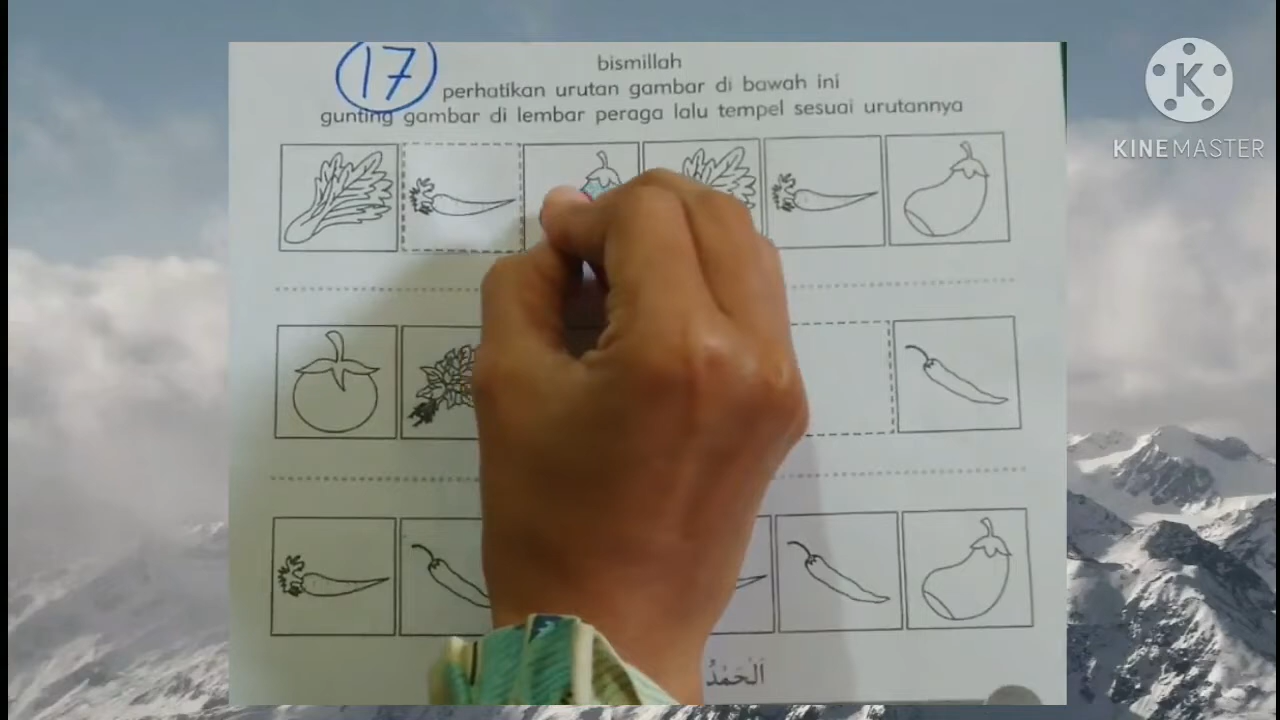 17
bismillah
perhatikan urutan gambar di bawah ini
gunting gambar di lembar peraga lalu tempel sesuai urutannya
K
KINEMASTER
اَلْحَمْدُ